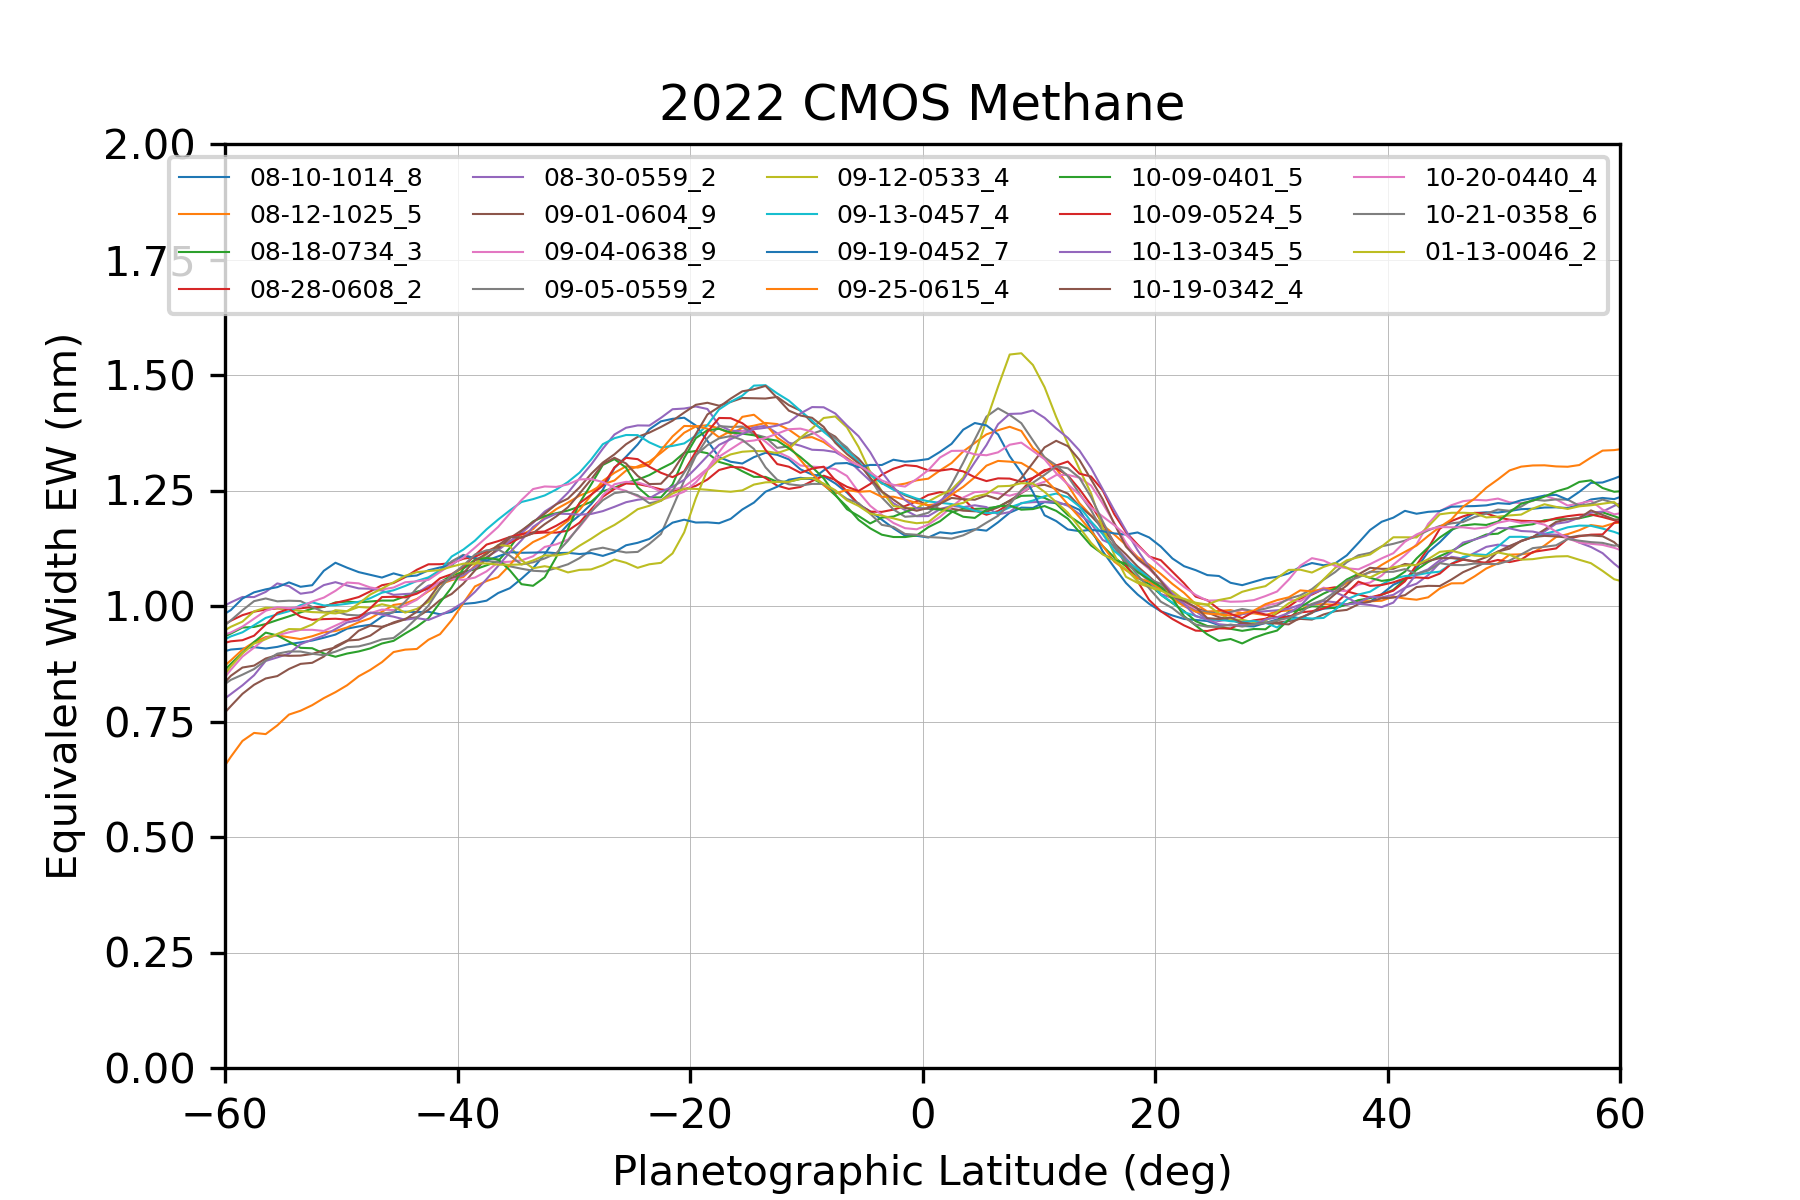 2022 CMOS Methane
2.00
1.75
1.50
1.25
1.00
0.75
0.50
0.25
0.00
Equivalent Width EW (nm)
08-10-1014_8 08-30-0559_2 09-12-0533_4 10-09-0401_5 10-20-0440_4
08-12-1025_5 09-01-0604_9 09-13-0457_4 10-09-0524_5 10-21-0358_6
08-18-0734_3 09-04-0638_9 09-19-0452_7 10-13-0345_5 01-13-0046_2
08-28-0608_2 09-05-0559_2 09-25-0615_4 10-19-0342_4
−60 −40 −20 0 20 40 60
Planetographic Latitude (deg)